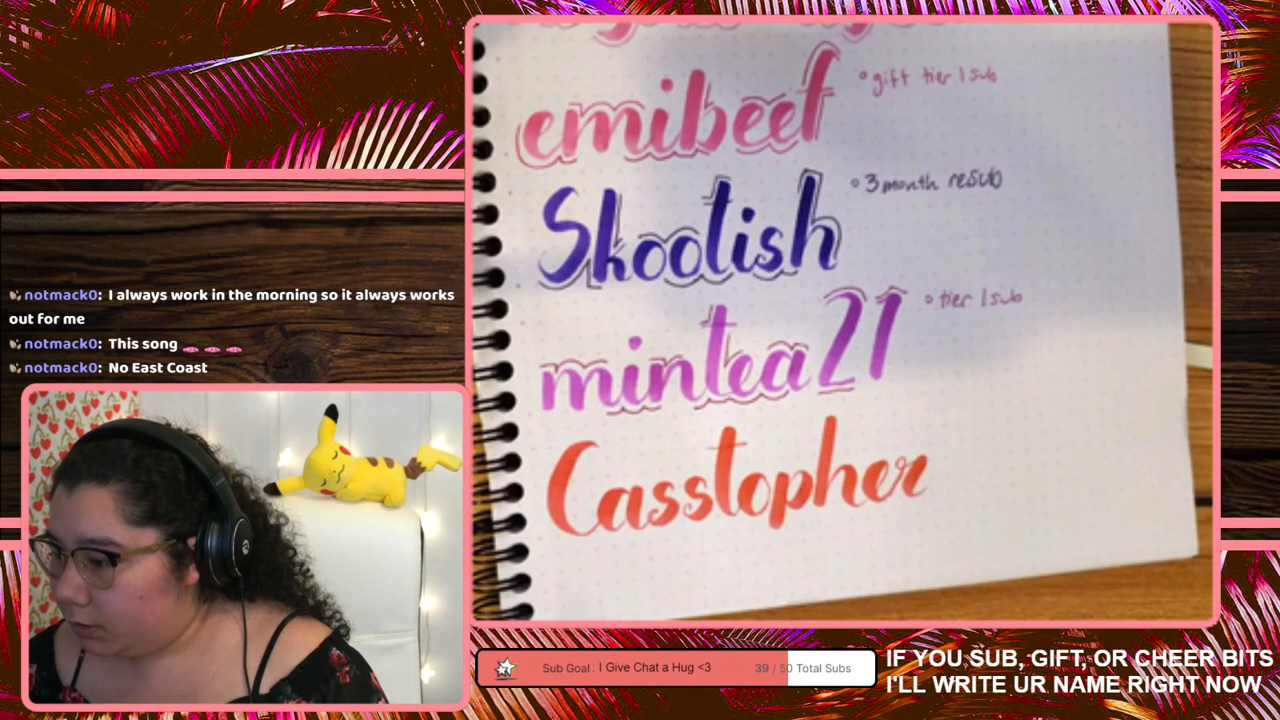 emibeef
gift tier 1 sub
Skootish
3 month resub
mintea21
tier 1 sub
Casstopher
notmack0: I always work in the morning so it always works
out for me
notmack0: This song
notmack0: No East Coast
Sub Goal : I Give Chat a Hug <3 39 / 50 Total Subs
IF YOU SUB, GIFT, OR CHEER BITS
I'LL WRITE UR NAME RIGHT NOW